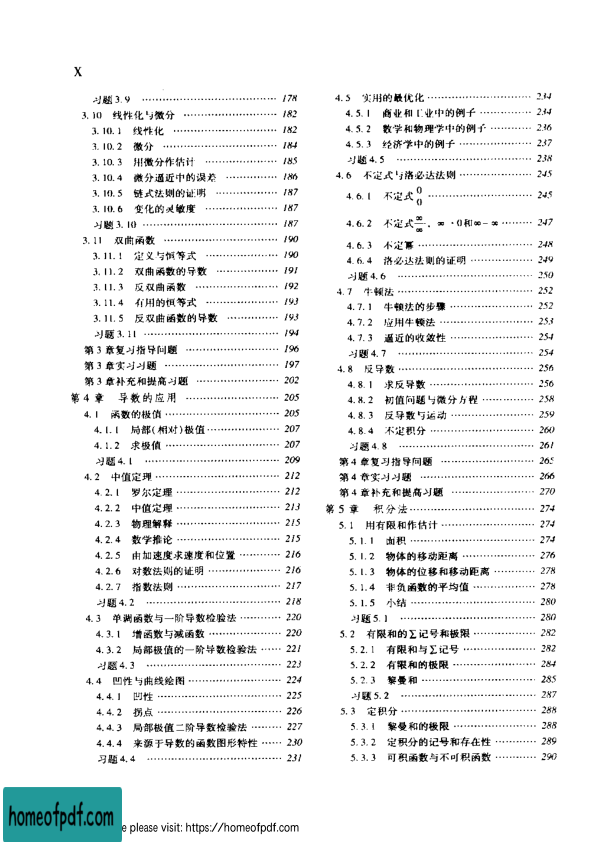 X
习题3.9 …… 178
3.10 线性化与微分 …… 182
3.10.1 线性化 …… 182
3.10.2 微分 …… 184
3.10.3 用微分作估计 …… 185
3.10.4 微分逼近中的误差 …… 186
3.10.5 链式法则的证明 …… 187
3.10.6 变化的灵敏度 …… 187
习题3.10 …… 187
3.11 双曲函数 …… 190
3.11.1 定义与恒等式 …… 190
3.11.2 双曲函数的导数 …… 191
3.11.3 反双曲函数 …… 192
3.11.4 有用的恒等式 …… 193
3.11.5 反双曲函数的导数 …… 193
习题3.11 …… 194
第3章复习指导问题 …… 196
第3章实习习题 …… 197
第3章补充和提高习题 …… 202
第4章 导数的应用 …… 205
4.1 函数的极值 …… 205
4.1.1 局部(相对)极值 …… 207
4.1.2 求极值 …… 207
习题4.1 …… 209
4.2 中值定理 …… 212
4.2.1 罗尔定理 …… 212
4.2.2 中值定理 …… 213
4.2.3 物理解释 …… 215
4.2.4 数学推论 …… 215
4.2.5 由加速度求速度和位置 …… 216
4.2.6 对数法则的证明 …… 216
4.2.7 指数法则 …… 217
习题4.2 …… 218
4.3 单调函数与一阶导数检验法 …… 220
4.3.1 增函数与减函数 …… 220
4.3.2 局部极值的一阶导数检验法 …… 221
习题4.3 …… 223
4.4 凹性与曲线绘图 …… 224
4.4.1 凹性 …… 225
4.4.2 拐点 …… 226
4.4.3 局部极值二阶导数检验法 …… 227
4.4.4 来源于导数的函数图形特性 …… 230
习题4.4 …… 231
4.5 实用的最优化 …… 234
4.5.1 商业和工业中的例子 …… 234
4.5.2 数学和物理学中的例子 …… 236
4.5.3 经济学中的例子 …… 237
习题4.5 …… 238
4.6 不定式与洛必达法则 …… 245
4.6.1 不定式 0/0 …… 245
4.6.2 不定式 ∞/∞, ∞·0和∞-∞ …… 247
4.6.3 不定幂 …… 248
4.6.4 洛必达法则的证明 …… 249
习题4.6 …… 250
4.7 牛顿法 …… 252
4.7.1 牛顿法的步骤 …… 252
4.7.2 应用牛顿法 …… 253
4.7.3 逼近的收敛性 …… 254
习题4.7 …… 254
4.8 反导数 …… 256
4.8.1 求反导数 …… 256
4.8.2 初值问题与微分方程 …… 258
4.8.3 反导数与运动 …… 259
4.8.4 不定积分 …… 260
习题4.8 …… 261
第4章复习指导问题 …… 265
第4章实习习题 …… 266
第4章补充和提高习题 …… 270
第5章 积分法 …… 274
5.1 用有限和作估计 …… 274
5.1.1 面积 …… 274
5.1.2 物体的移动距离 …… 276
5.1.3 物体的位移和移动距离 …… 278
5.1.4 非负函数的平均值 …… 278
5.1.5 小结 …… 280
习题5.1 …… 280
5.2 有限和的∑记号和极限 …… 282
5.2.1 有限和与∑记号 …… 282
5.2.2 有限和的极限 …… 284
5.2.3 黎曼和 …… 285
习题5.2 …… 287
5.3 定积分 …… 288
5.3.1 黎曼和的极限 …… 288
5.3.2 定积分的记号和存在性 …… 289
5.3.3 可积函数与不可积函数 …… 290
homeofpdf.com
e please visit: https://homeofpdf.com